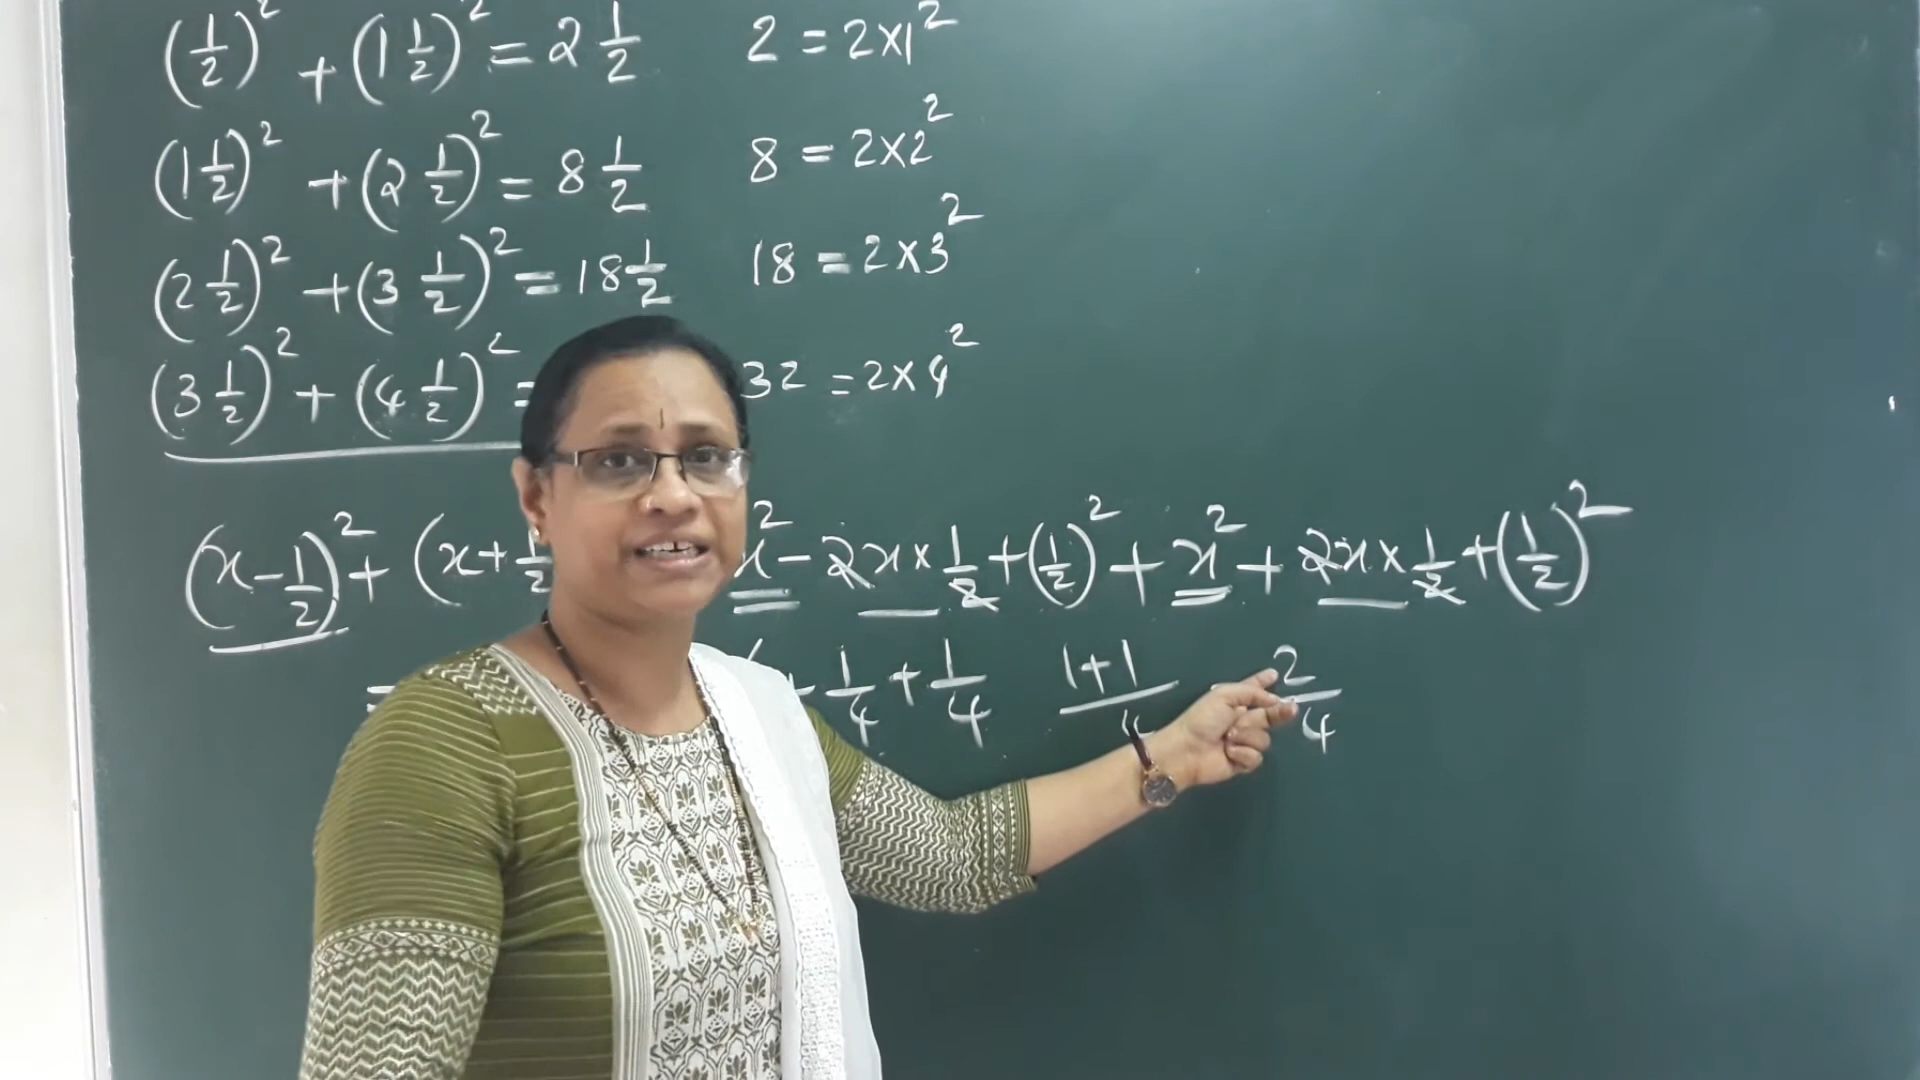 (1/2)² + (1 1/2)² = 2 1/2   2 = 2×1²
(1 1/2)² + (2 1/2)² = 8 1/2   8 = 2×2²
(2 1/2)² + (3 1/2)² = 18 1/2   18 = 2×3²
(3 1/2)² + (4 1/2)² =   32 = 2×4²
(x - 1/2)² + (x + 1/2   x² - 2x × 1/2 + (1/2)² + x² + 2x × 1/2 + (1/2)²
= + 1/4 + 1/4   1+1/4   2/4